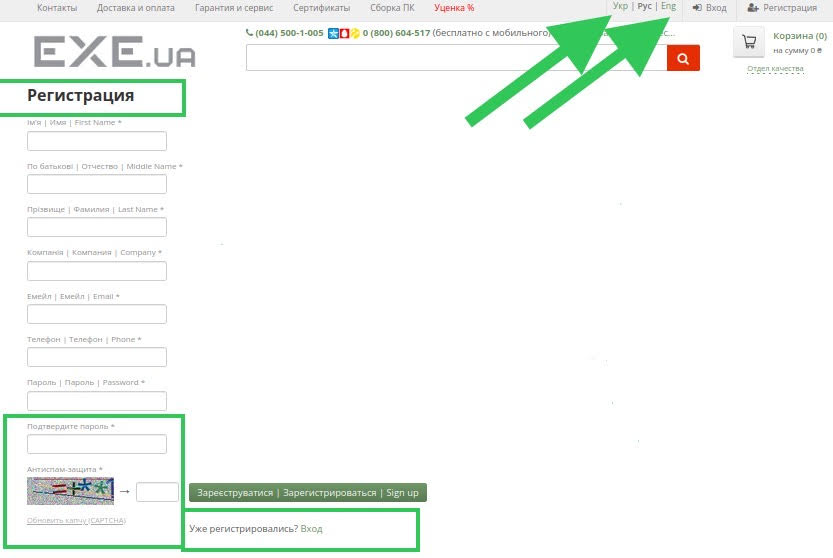 Контакты Доставка и оплата Гарантия и сервис Сертификаты Сборка ПК Уценка % Укр | Рус | Eng Вход Регистрация
EXE.UA
(044) 500-1-005 0 (800) 604-517 (бесплатно с мобильного)
Корзина (0)
на сумму 0 ₴
Отдел качества
Регистрация
Ім'я | Имя | First Name *
По батькові | Отчество | Middle Name *
Прізвище | Фамилия | Last Name *
Компанія | Компания | Company *
Емейл | Емейл | Email *
Телефон | Телефон | Phone *
Пароль | Пароль | Password *
Подтвердите пароль *
Антиспам-защита *
Зареєструватися | Зарегистрироваться | Sign up
Обновить капчу (CAPTCHA)
Уже регистрировались? Вход